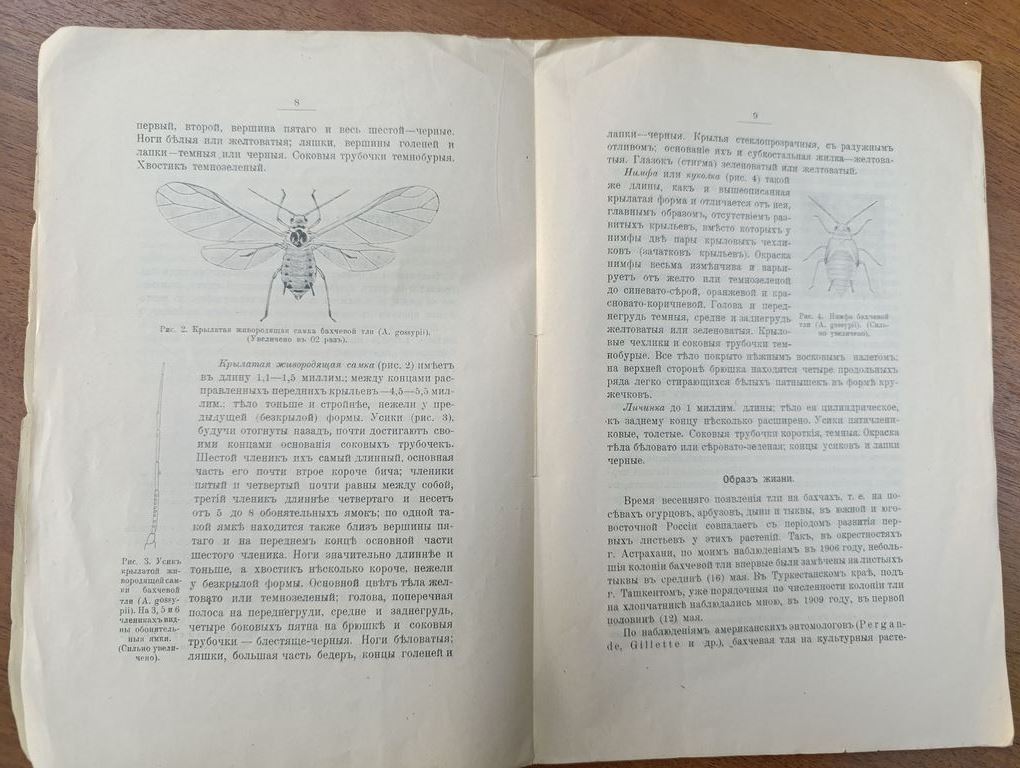 8
первый, второй, вершина пятаго и весь шестой—черные.
Ноги бѣлыя или желтоватыя; ляшки, вершины голеней и
лапки—темныя или черныя. Соковыя трубочки темнобурыя.
Хвостикъ темнозеленый.
Рис. 2. Крылатая живородящая самка бахчевой тли (A. gossypii).
(Увеличено въ 02 разъ).
Крылатая живородящая самка (рис. 2) имѣетъ
въ длину 1,1—1,5 миллим.; между концами рас-
правленныхъ переднихъ крыльевъ—4,5—5,5 мил-
лим.; тѣло тоньше и стройнѣе, нежели у пре-
дыдущей (безкрылой) формы. Усики (рис. 3),
будучи отогнуты назадъ, почти достигаютъ сво-
ими концами основанія соковыхъ трубочекъ.
Шестой членикъ ихъ самый длинный, основная
часть его почти втрое короче бича; членики
пятый и четвертый почти равны между собой,
третій членикъ длиннѣе четвертаго и несетъ
отъ 5 до 8 обонятельныхъ ямокъ; по одной та-
кой ямкѣ находится также близъ вершины пя-
таго и на переднемъ концѣ основной части
шестого членика. Ноги значительно длиннѣе и
тоньше, а хвостикъ нѣсколько короче, нежели
у безкрылой формы. Основной цвѣтъ тѣла жел-
товато или темнозеленый; голова, поперечная
полоса на переднегруди, средне и заднегрудь,
четыре боковыхъ пятна на брюшкѣ и соковыя
трубочки — блестяще-черныя. Ноги бѣловатыя;
ляшки, большая часть бедеръ, концы голеней и
Рис. 3. Усикъ
крылатой жи-
вородящей сам-
ки бахчевой
тли (A. gossy-
pii). На 3, 5 и 6
членикахъ вид-
ны обонятель-
ныя ямки.
(Сильно увели-
чено).
9
лапки—черныя. Крылья стеклопрозрачныя, съ радужнымъ
отливомъ; основаніе ихъ и субкостальная жилка—желтова-
тыя. Глазокъ (стигма) зеленоватый или желтоватый.
Нимфа или куколка (рис. 4) такой
же длины, какъ и вышеописанная
крылатая форма и отличается отъ нея,
главнымъ образомъ, отсутствіемъ раз-
витыхъ крыльевъ, вмѣсто которыхъ у
нимфы двѣ пары крыловыхъ чехли-
ковъ (зачатковъ крыльевъ). Окраска
нимфы весьма измѣнчива и варьи-
руетъ отъ желто или темнозеленой
до синевато-сѣрой, оранжевой и кра-
сновато-коричневой. Голова и перед-
негрудь темныя, средне и заднегрудь
желтоватыя или зеленоватыя. Крыло-
вые чехлики и соковыя трубочки тем-
нобурые. Все тѣло покрыто нѣжнымъ восковымъ налетомъ;
на верхней сторонѣ брюшка находятся четыре продольныхъ
ряда легко стирающихся бѣлыхъ пятнышекъ въ формѣ кру-
жечковъ.
Рис. 4. Нимфа бахчевой
тли (A. gossypii). (Силь-
но увеличено).
Личинка до 1 миллим. длины; тѣло ея цилиндрическое,
къ заднему концу нѣсколько расширено. Усики пятичлени-
ковые, толстые. Соковыя трубочки короткія, темныя. Окраска
тѣла бѣловато или сѣровато-зеленая; концы усиковъ и лапки
черные.
Образъ жизни.
Время весенняго появленія тли на бахчахъ, т. е. на по-
сѣвахъ огурцовъ, арбузовъ, дыни и тыквы, въ южной и юго-
восточной Россіи совпадаетъ съ періодомъ развитія пер-
выхъ листьевъ у этихъ растеній. Такъ, въ окрестностяхъ
г. Астрахани, по моимъ наблюденіямъ въ 1906 году, неболь-
шія колоніи бахчевой тли впервые были замѣчены на листьяхъ
тыквы въ срединѣ (16) мая. Въ Туркестанскомъ краѣ, подъ
г. Ташкентомъ, уже порядочныя по численности колоніи тли
на хлопчатникѣ наблюдались мною, въ 1909 году, въ первой
половинѣ (12) мая.
По наблюденіямъ американскихъ энтомологовъ (Pergan-
de, Gillette и др.), бахчевая тля на культурныя расте-